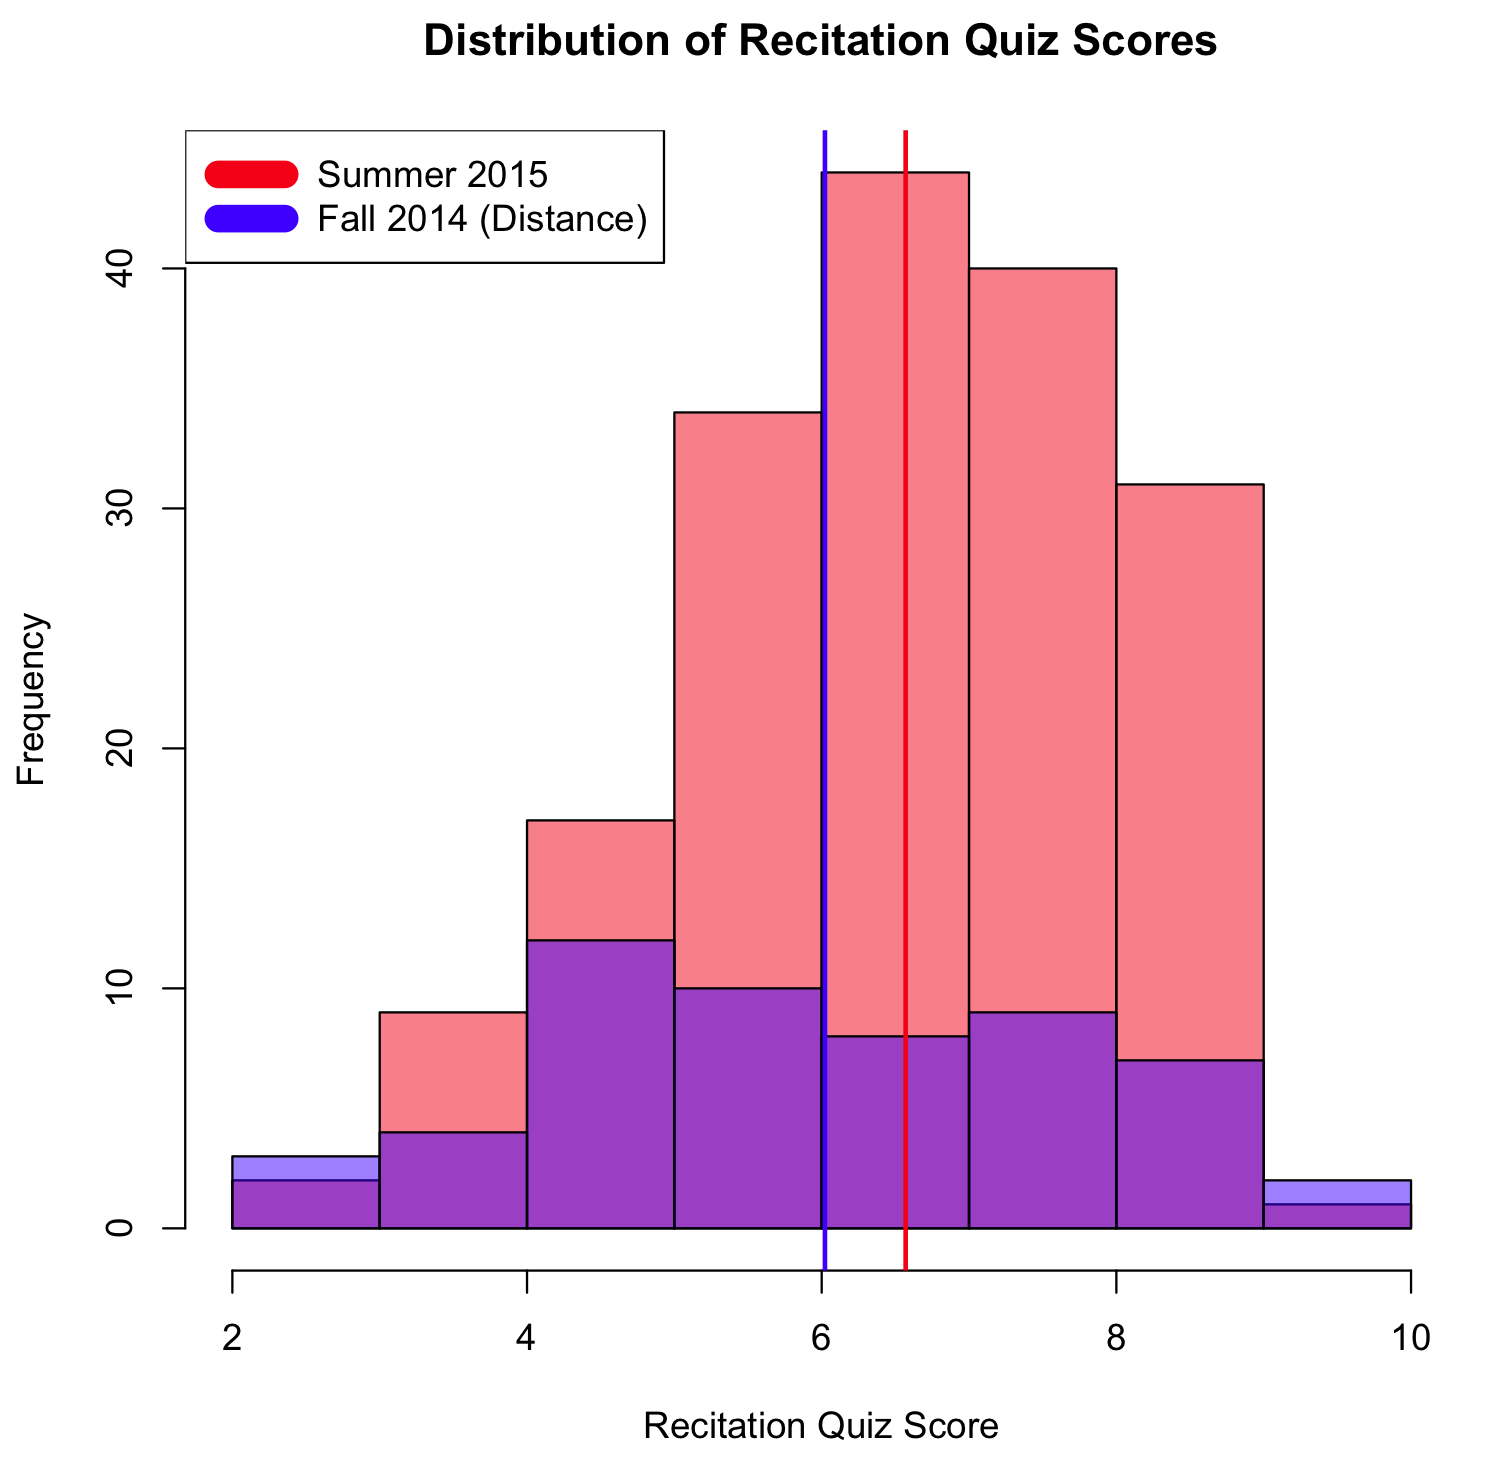 Distribution of Recitation Quiz Scores
Summer 2015
Fall 2014 (Distance)
Frequency
40
30
20
10
0
2 4 6 8 10
Recitation Quiz Score